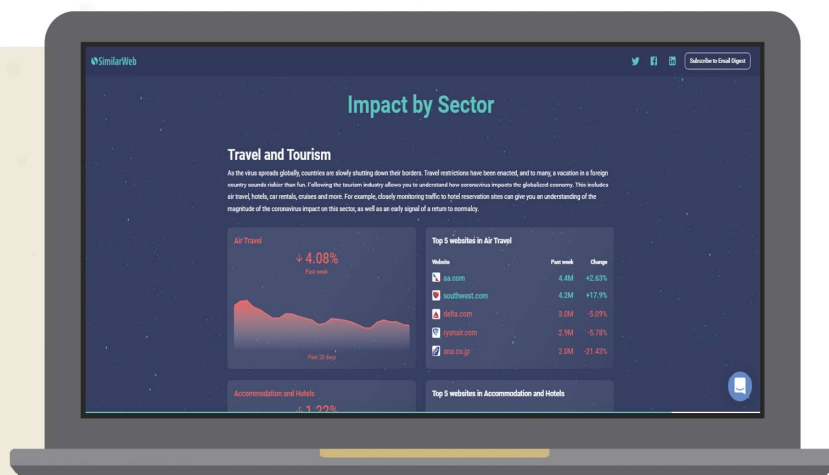 SimilarWeb
Subscribe to Email Digest
Impact by Sector
Travel and Tourism
As the virus spreads globally, countries are slowly shutting down their borders. Travel restrictions have been enacted, and to many, a vacation in a foreign
country sounds riskier than fun. Following the tourism industry allows you to understand how coronavirus impacts the globalized economy. This includes
air travel, hotels, car rentals, cruises and more. For example, closely monitoring traffic to hotel reservation sites can give you an understanding of the
magnitude of the coronavirus impact on this sector, as well as an early signal of a return to normalcy.
Air Travel
↓ 4.08%
Past week
Past 28 days
Top 5 websites in Air Travel
Website Past week Change
aa.com 4.4M +2.63%
southwest.com 4.2M +17.9%
delta.com 3.0M -5.09%
ryanair.com 2.9M -5.78%
ana.co.jp 2.0M -21.43%
Accommodation and Hotels
↓ 1.22%
Top 5 websites in Accommodation and Hotels